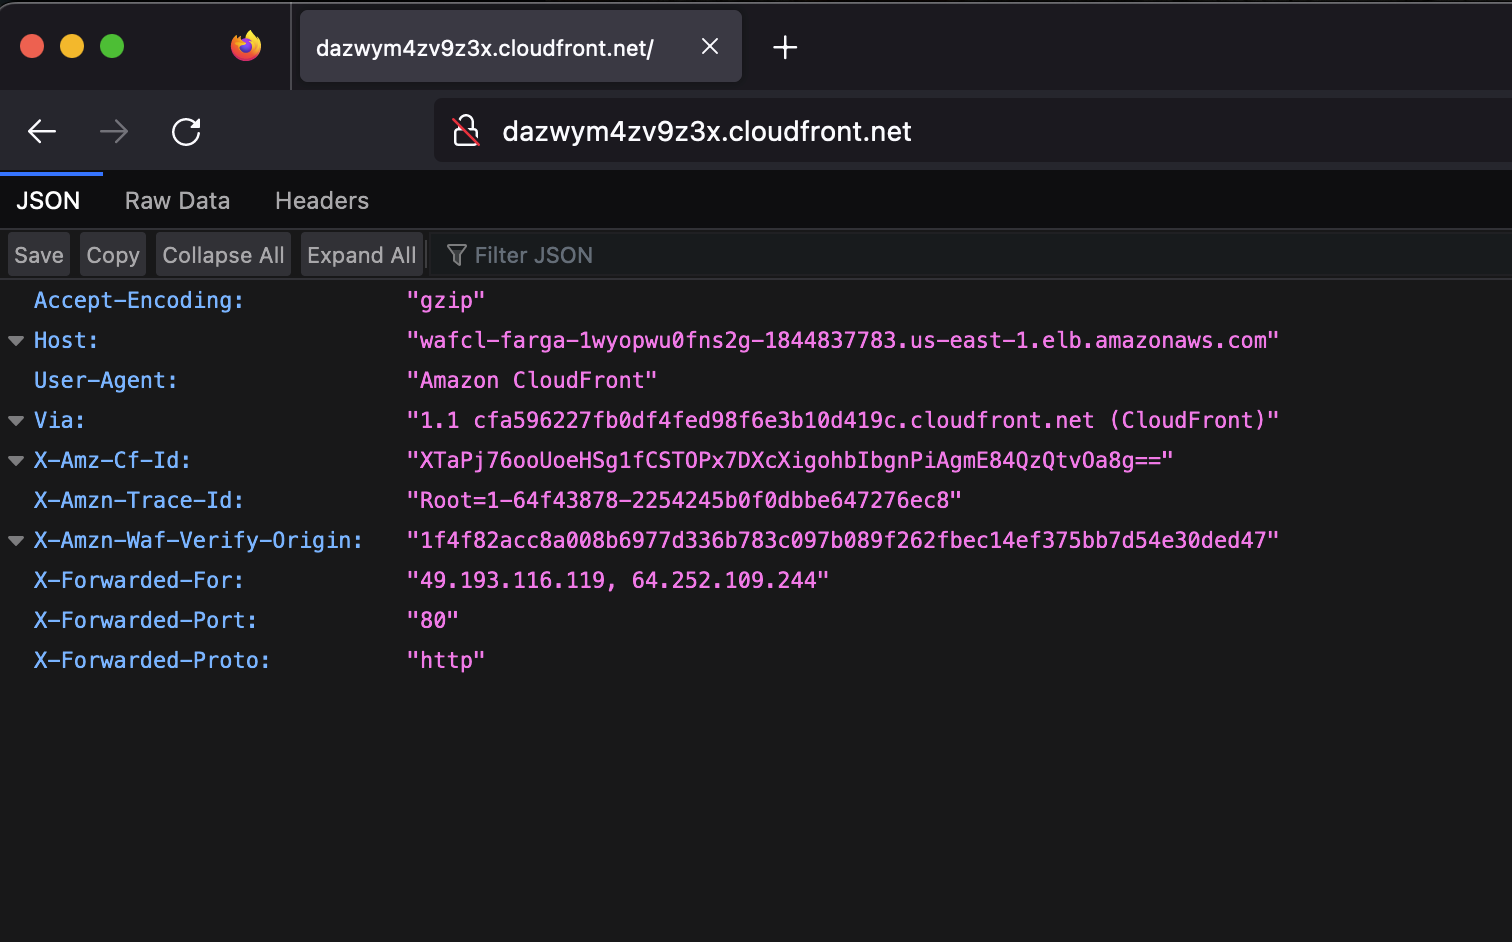 dazwym4zv9z3x.cloudfront.net/
dazwym4zv9z3x.cloudfront.net
JSON Raw Data Headers
Save Copy Collapse All Expand All Filter JSON
Accept-Encoding: "gzip"
Host: "wafcl-farga-1wyopwu0fns2g-1844837783.us-east-1.elb.amazonaws.com"
User-Agent: "Amazon CloudFront"
Via: "1.1 cfa596227fb0df4fed98f6e3b10d419c.cloudfront.net (CloudFront)"
X-Amz-Cf-Id: "XTaPj76ooUoeHSg1fCSTOPx7DXcXigohbIbgnPiAgmE84QzQtvOa8g=="
X-Amzn-Trace-Id: "Root=1-64f43878-2254245b0f0dbbe647276ec8"
X-Amzn-Waf-Verify-Origin: "1f4f82acc8a008b6977d336b783c097b089f262fbec14ef375bb7d54e30ded47"
X-Forwarded-For: "49.193.116.119, 64.252.109.244"
X-Forwarded-Port: "80"
X-Forwarded-Proto: "http"